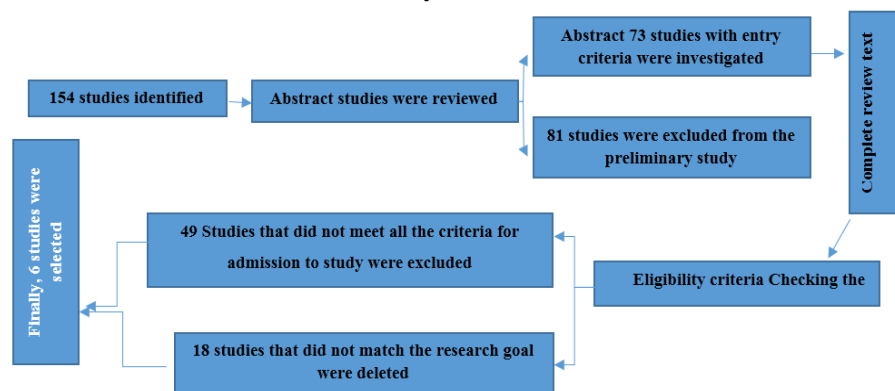 154 studies identified
Abstract studies were reviewed
Abstract 73 studies with entry
criteria were investigated
81 studies were excluded from the
preliminary study
Complete review text
Eligibility criteria Checking the
49 Studies that did not meet all the criteria for
admission to study were excluded
18 studies that did not match the research goal
were deleted
Finally, 6 studies were
selected